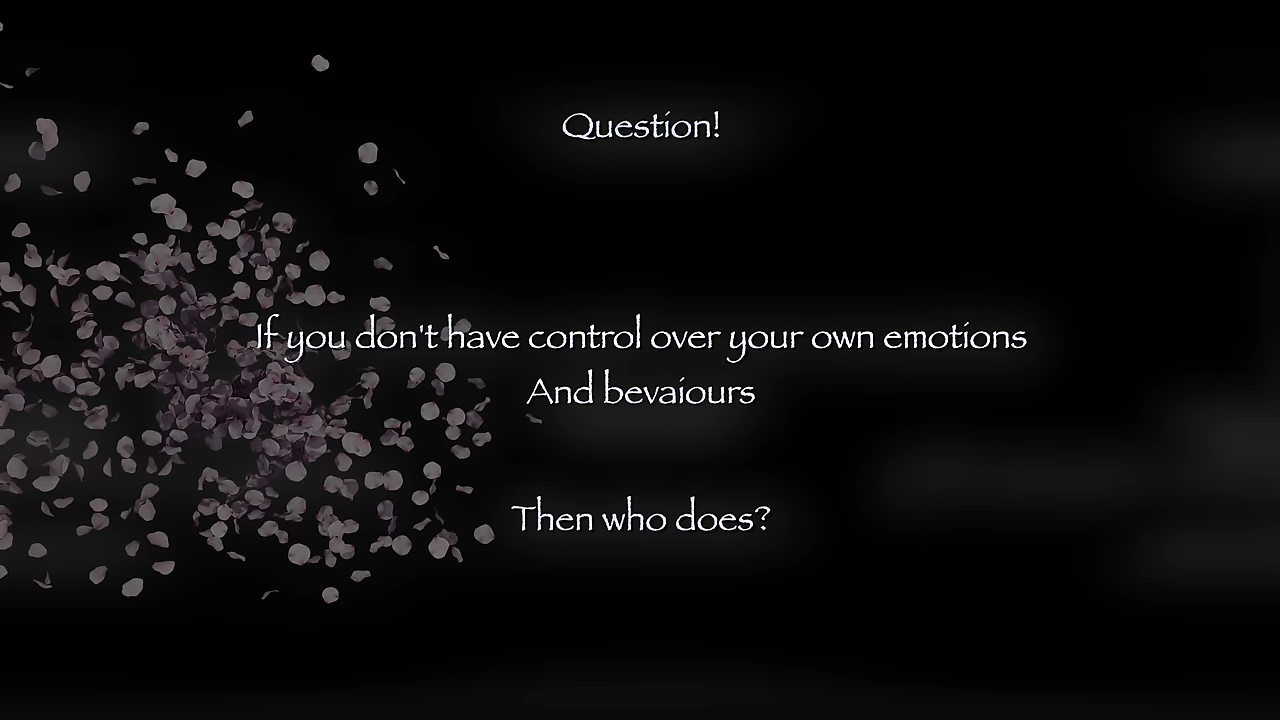 Question!
If you don't have control over your own emotions
And bevaiours
Then who does?